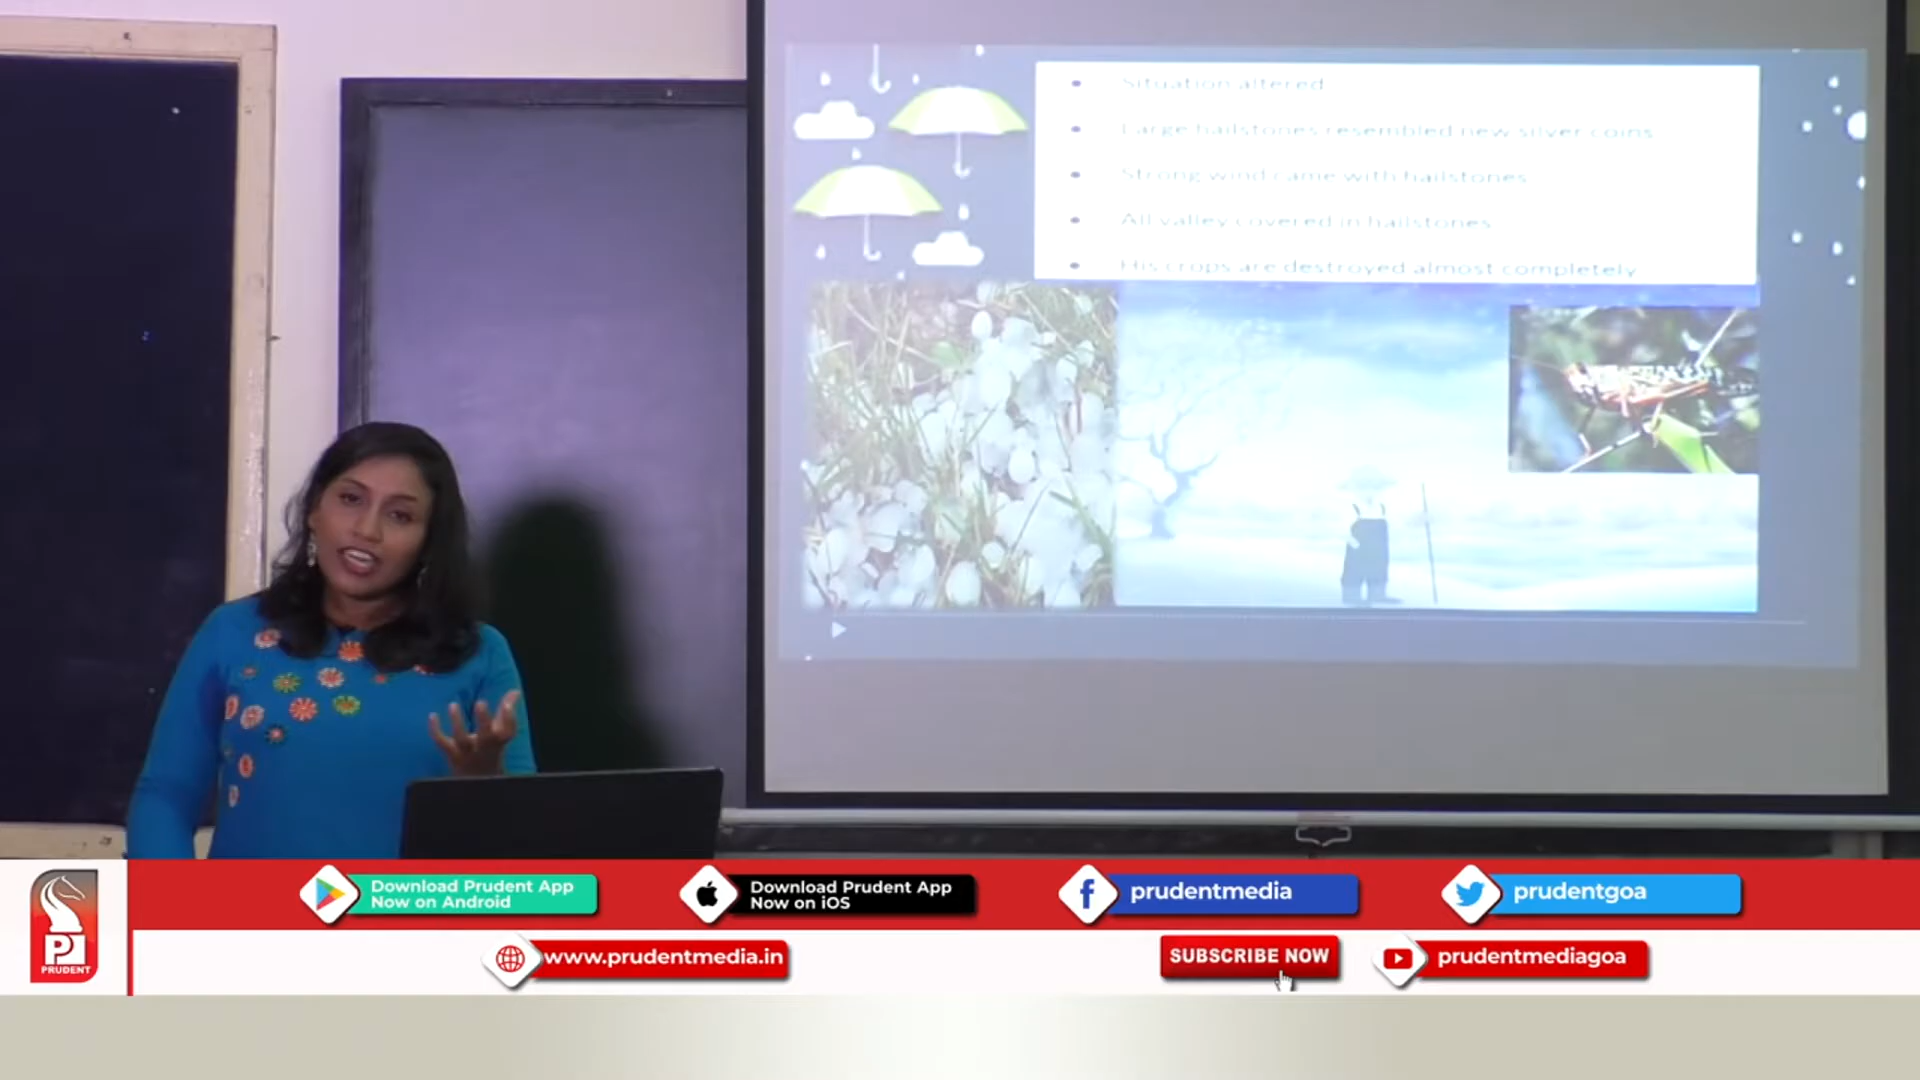 Situation altered
Large hailstones resembled new silver coins
Strong wind came with hailstones
All valley covered in hailstones
His crops are destroyed almost completely
Download Prudent App
Now on Android
Download Prudent App
Now on iOS
prudentmedia
prudentgoa
PRUDENT
www.prudentmedia.in
SUBSCRIBE NOW
prudentmediagoa